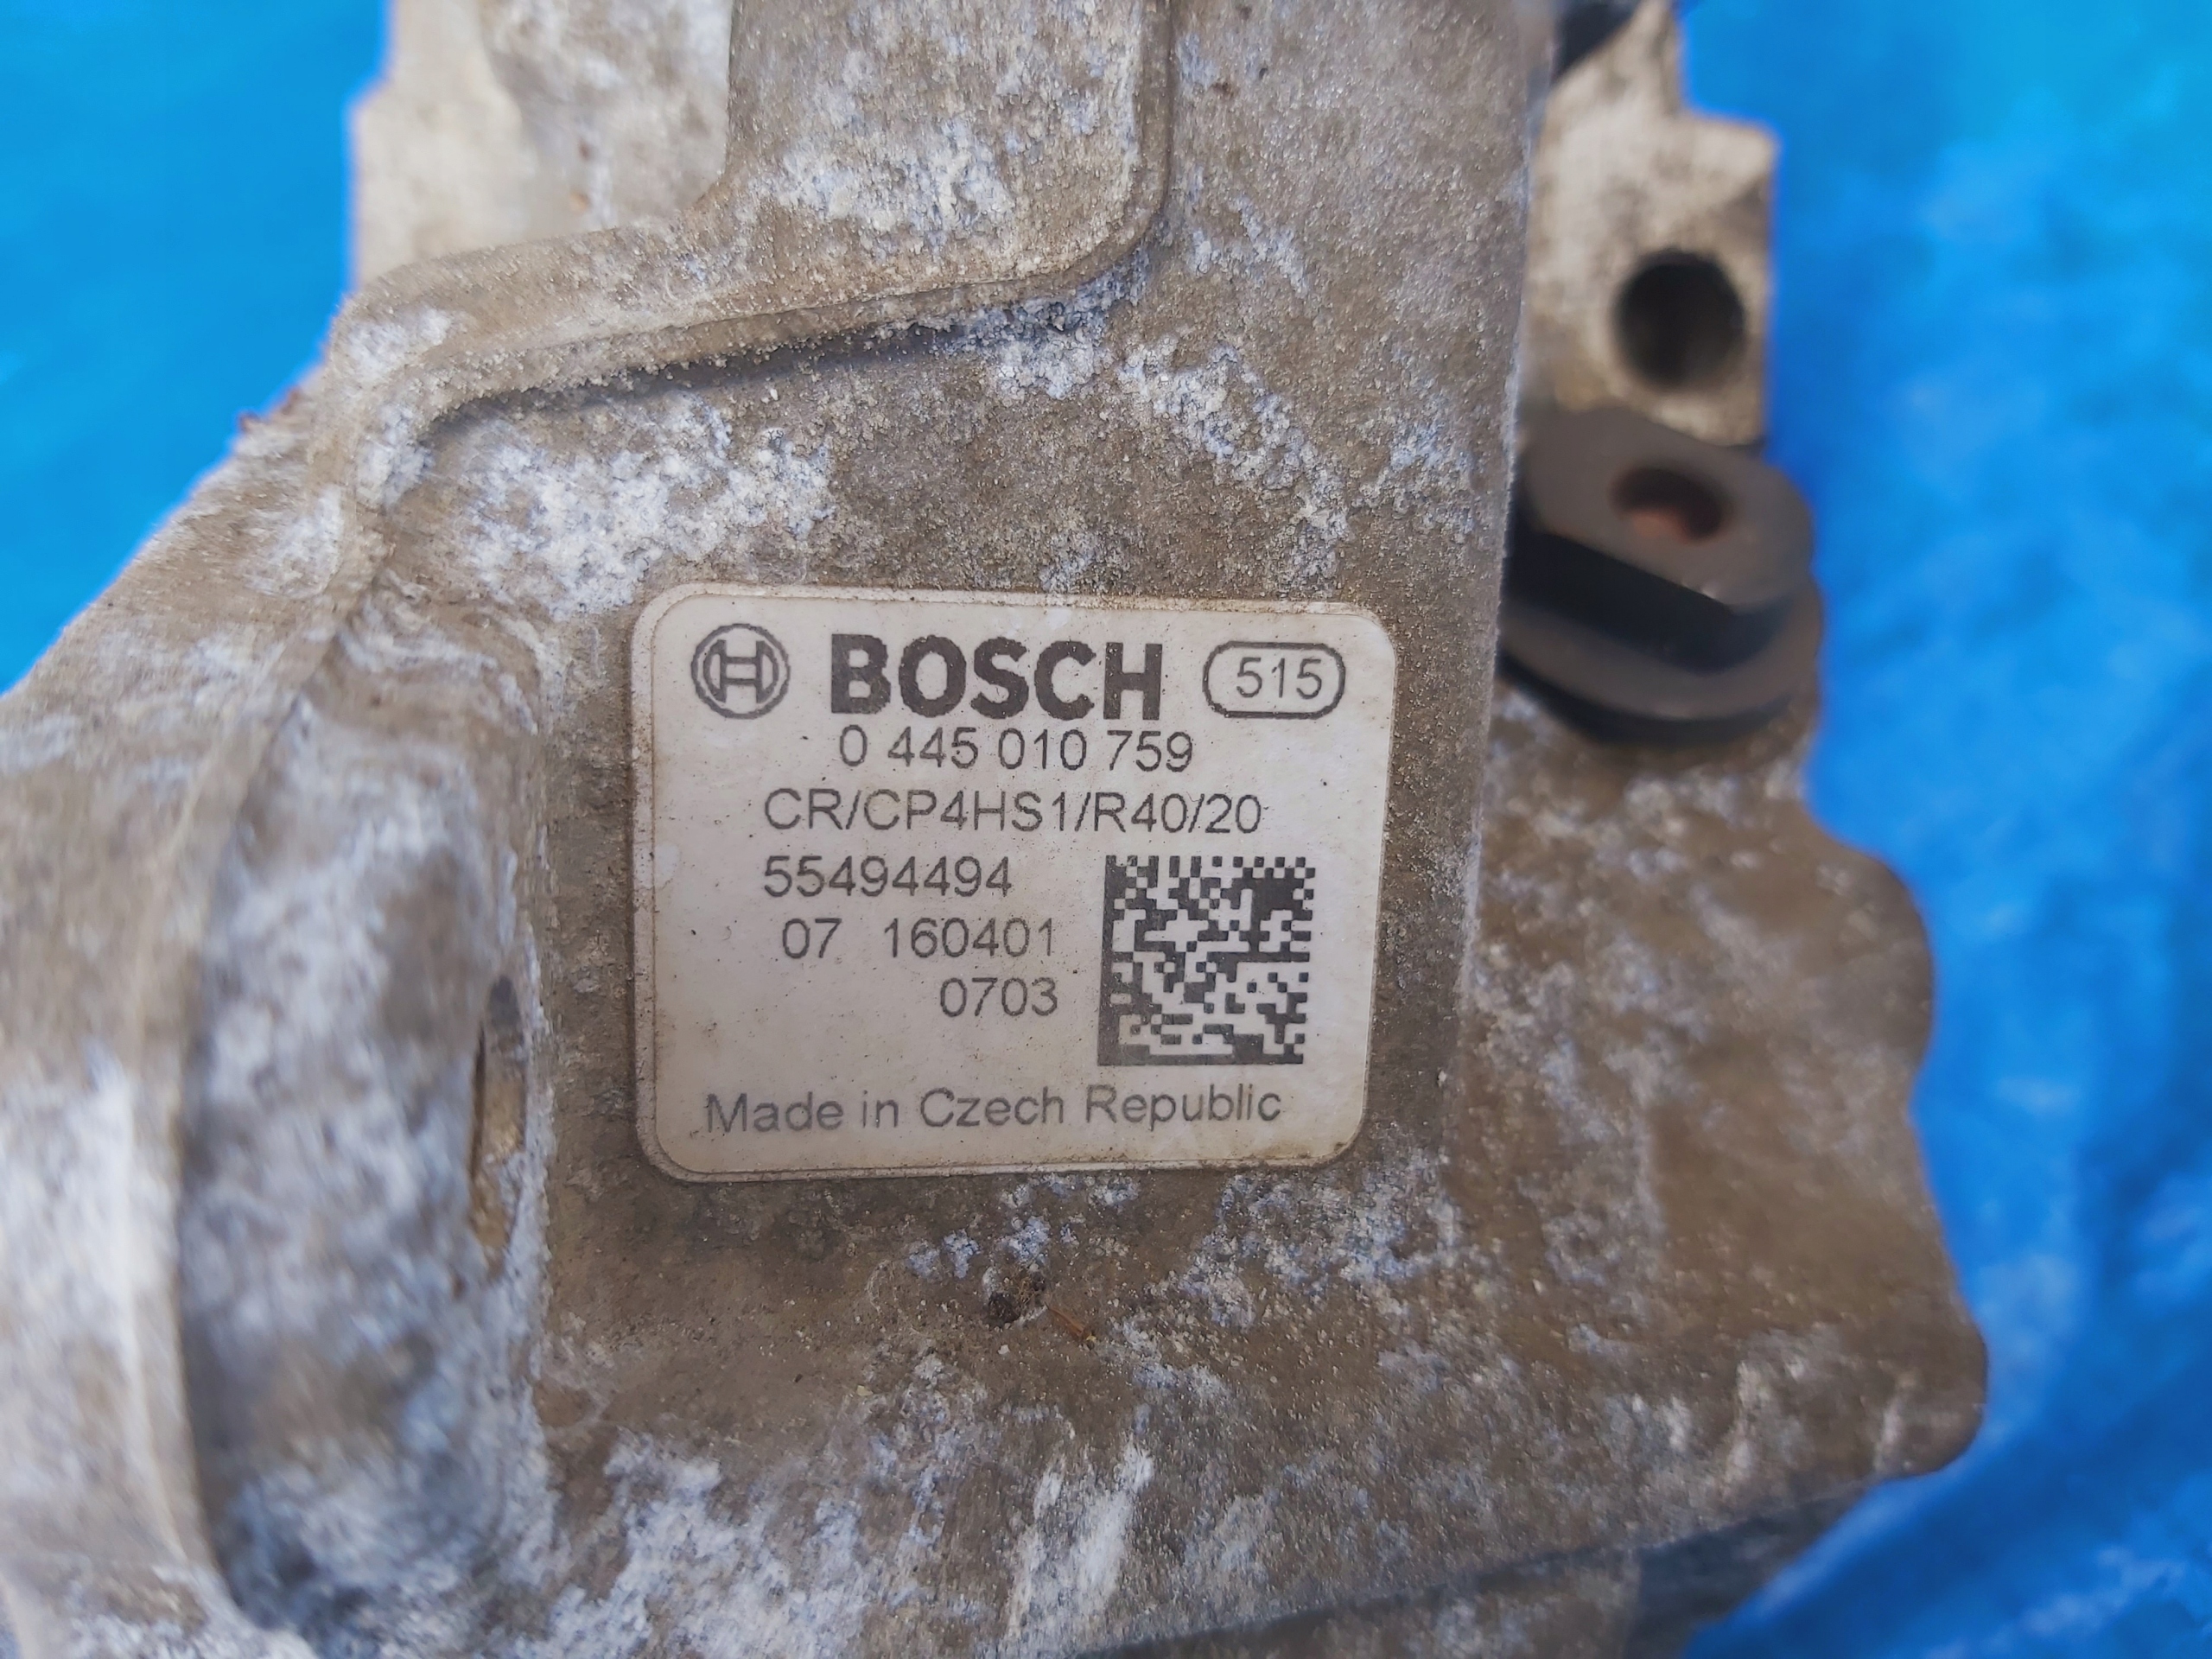 BOSCH 515
0 445 010 759
CR/CP4HS1/R40/20
55494494
07 160401
0703
Made in Czech Republic